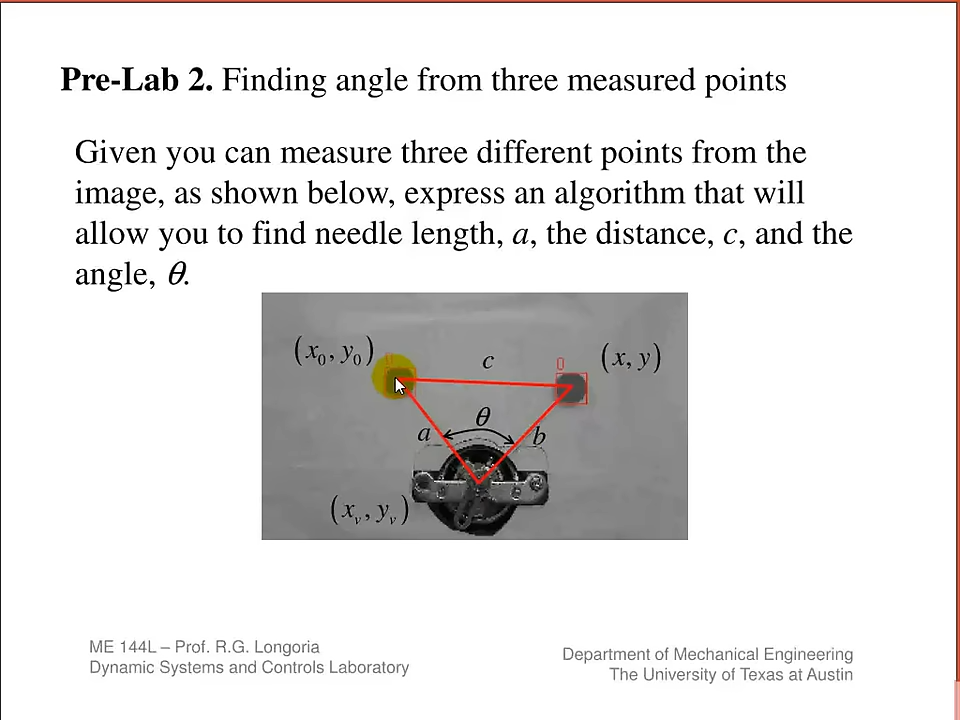 Pre-Lab 2. Finding angle from three measured points
Given you can measure three different points from the
image, as shown below, express an algorithm that will
allow you to find needle length, a, the distance, c, and the
angle, θ.
(x₀, y₀)
0
c
0
(x, y)
θ
a
b
(xᵥ, yᵥ)
ME 144L – Prof. R.G. Longoria
Dynamic Systems and Controls Laboratory
Department of Mechanical Engineering
The University of Texas at Austin